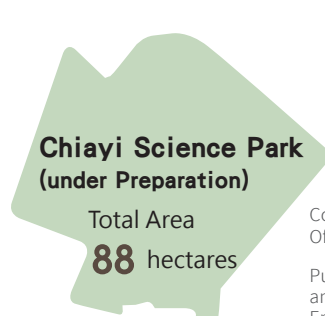 Chiayi Science Park
(under Preparation)
Total Area
88 hectares